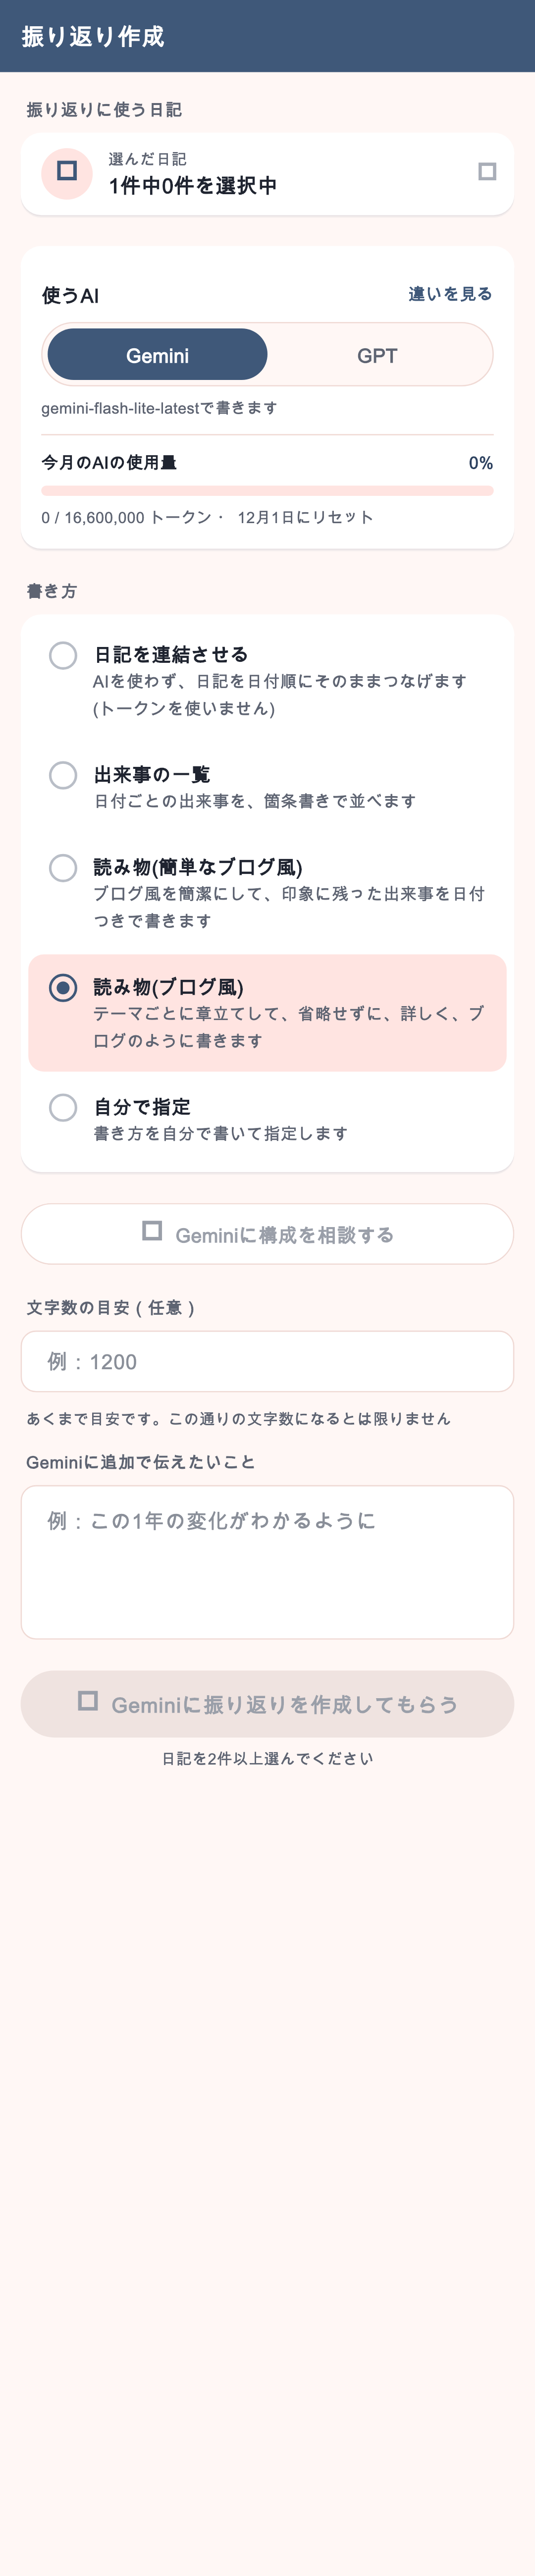 振り返り作成
振り返りに使う日記
選んだ日記
1件中0件を選択中
使うAI
違いを見る
Gemini
GPT
gemini-flash-lite-latestで書きます
今月のAIの使用量
0%
0 / 16,600,000 トークン・ 12月1日にリセット
書き方
日記を連結させる
AIを使わず、日記を日付順にそのままつなげます
(トークンを使いません)
出来事の一覧
日付ごとの出来事を、箇条書きで並べます
読み物(簡単なブログ風)
ブログ風を簡潔にして、印象に残った出来事を日付
つきで書きます
読み物(ブログ風)
テーマごとに章立てして、省略せずに、詳しく、ブ
ログのように書きます
自分で指定
書き方を自分で書いて指定します
Geminiに構成を相談する
文字数の目安(任意)
例：1200
あくまで目安です。この通りの文字数になるとは限りません
Geminiに追加で伝えたいこと
例：この1年の変化がわかるように
Geminiに振り返りを作成してもらう
日記を2件以上選んでください